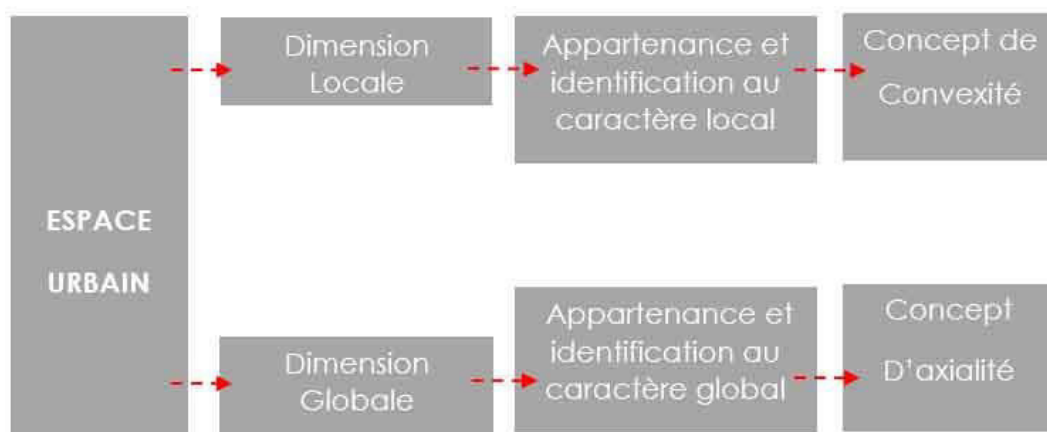 ESPACE
URBAIN
Dimension
Locale
Appartenance et
identification au
caractère local
Concept de
Convexité
Dimension
Globale
Appartenance et
identification au
caractère global
Concept
D'axialité